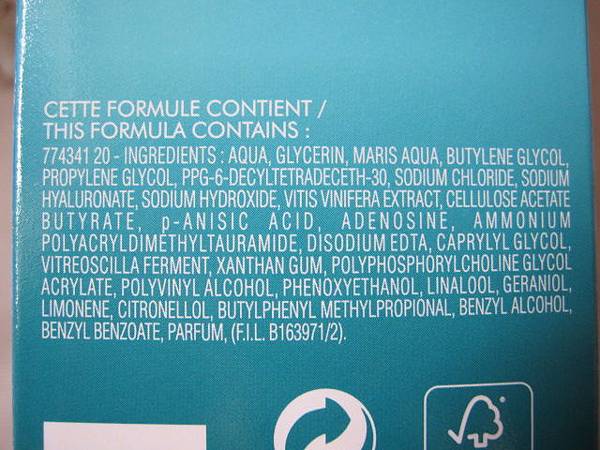 CETTE FORMULE CONTIENT /
THIS FORMULA CONTAINS :
774341 20 - INGREDIENTS : AQUA, GLYCERIN, MARIS AQUA, BUTYLENE GLYCOL,
PROPYLENE GLYCOL, PPG-6-DECYLTETRADECETH-30, SODIUM CHLORIDE, SODIUM
HYALURONATE, SODIUM HYDROXIDE, VITIS VINIFERA EXTRACT, CELLULOSE ACETATE
BUTYRATE, p-ANISIC ACID, ADENOSINE, AMMONIUM
POLYACRYLDIMETHYLTAURAMIDE, DISODIUM EDTA, CAPRYLYL GLYCOL,
VITREOSCILLA FERMENT, XANTHAN GUM, POLYPHOSPHORYLCHOLINE GLYCOL
ACRYLATE, POLYVINYL ALCOHOL, PHENOXYETHANOL, LINALOOL, GERANIOL,
LIMONENE, CITRONELLOL, BUTYLPHENYL METHYLPROPIONAL, BENZYL ALCOHOL,
BENZYL BENZOATE, PARFUM, (F.I.L. B163971/2).